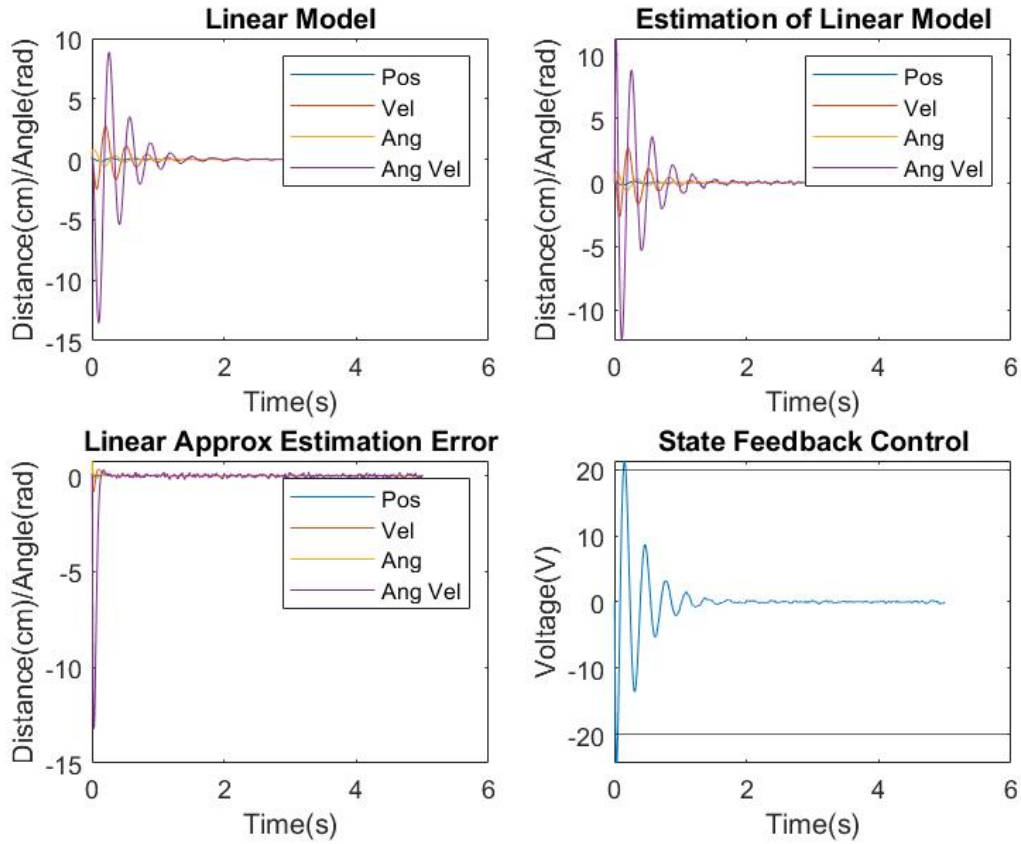 Linear Model
Distance(cm)/Angle(rad)
10
5
0
-5
-10
-15
Pos
Vel
Ang
Ang Vel
0 2 4 6
Time(s)
Estimation of Linear Model
Distance(cm)/Angle(rad)
10
5
0
-5
-10
Pos
Vel
Ang
Ang Vel
0 2 4 6
Time(s)
Linear Approx Estimation Error
Distance(cm)/Angle(rad)
0
-5
-10
-15
Pos
Vel
Ang
Ang Vel
0 2 4 6
Time(s)
State Feedback Control
Voltage(V)
20
10
0
-10
-20
0 2 4 6
Time(s)